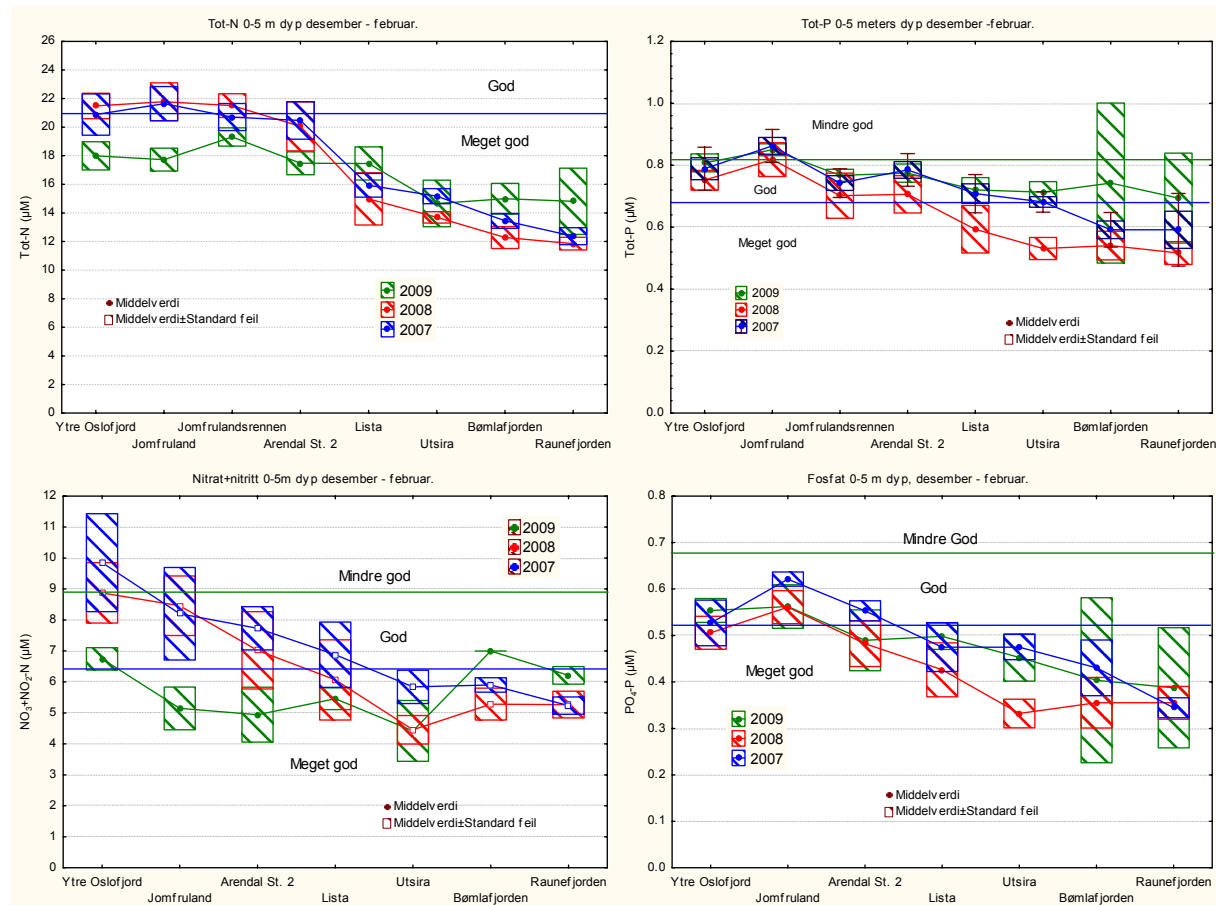 Tot-N 0-5 m dyp desember - februar.
26
24
22
20
18
16
14
12
10
8
6
4
2
0
Tot-N (µM)
God
Meget god
Middelverdi
Middelverdi±Standard feil
2009
2008
2007
Ytre Oslofjord
Jomfruland
Jomfrulandsrennen
Arendal St. 2
Lista
Utsira
Bømlafjorden
Raunefjorden
Tot-P 0-5 meters dyp desember -februar.
1.2
1.0
0.8
0.6
0.4
0.2
0.0
Tot-P (µM)
Mindre god
God
Meget god
2009
2008
2007
Middelverdi
Middelverdi±Standard feil
Ytre Oslofjord
Jomfruland
Jomfrulandsrennen
Arendal St. 2
Lista
Utsira
Bømlafjorden
Raunefjorden
Nitrat+nitritt 0-5m dyp desember - februar.
12
11
10
9
8
7
6
5
4
3
2
1
0
NO3+NO2-N (µM)
2009
2008
2007
Mindre god
God
Meget god
Middelverdi
Middelverdi±Standard feil
Ytre Oslofjord
Jomfruland
Arendal St. 2
Lista
Utsira
Bømlafjorden
Raunefjorden
Fosfat 0-5 m dyp, desember - februar.
0.8
0.7
0.6
0.5
0.4
0.3
0.2
0.1
0.0
PO4-P (µM)
Mindre God
God
Meget god
2009
2008
2007
Middelverdi
Middelverdi±Standard feil
Ytre Oslofjord
Jomfruland
Arendal St. 2
Lista
Utsira
Bømlafjorden
Raunefjorden